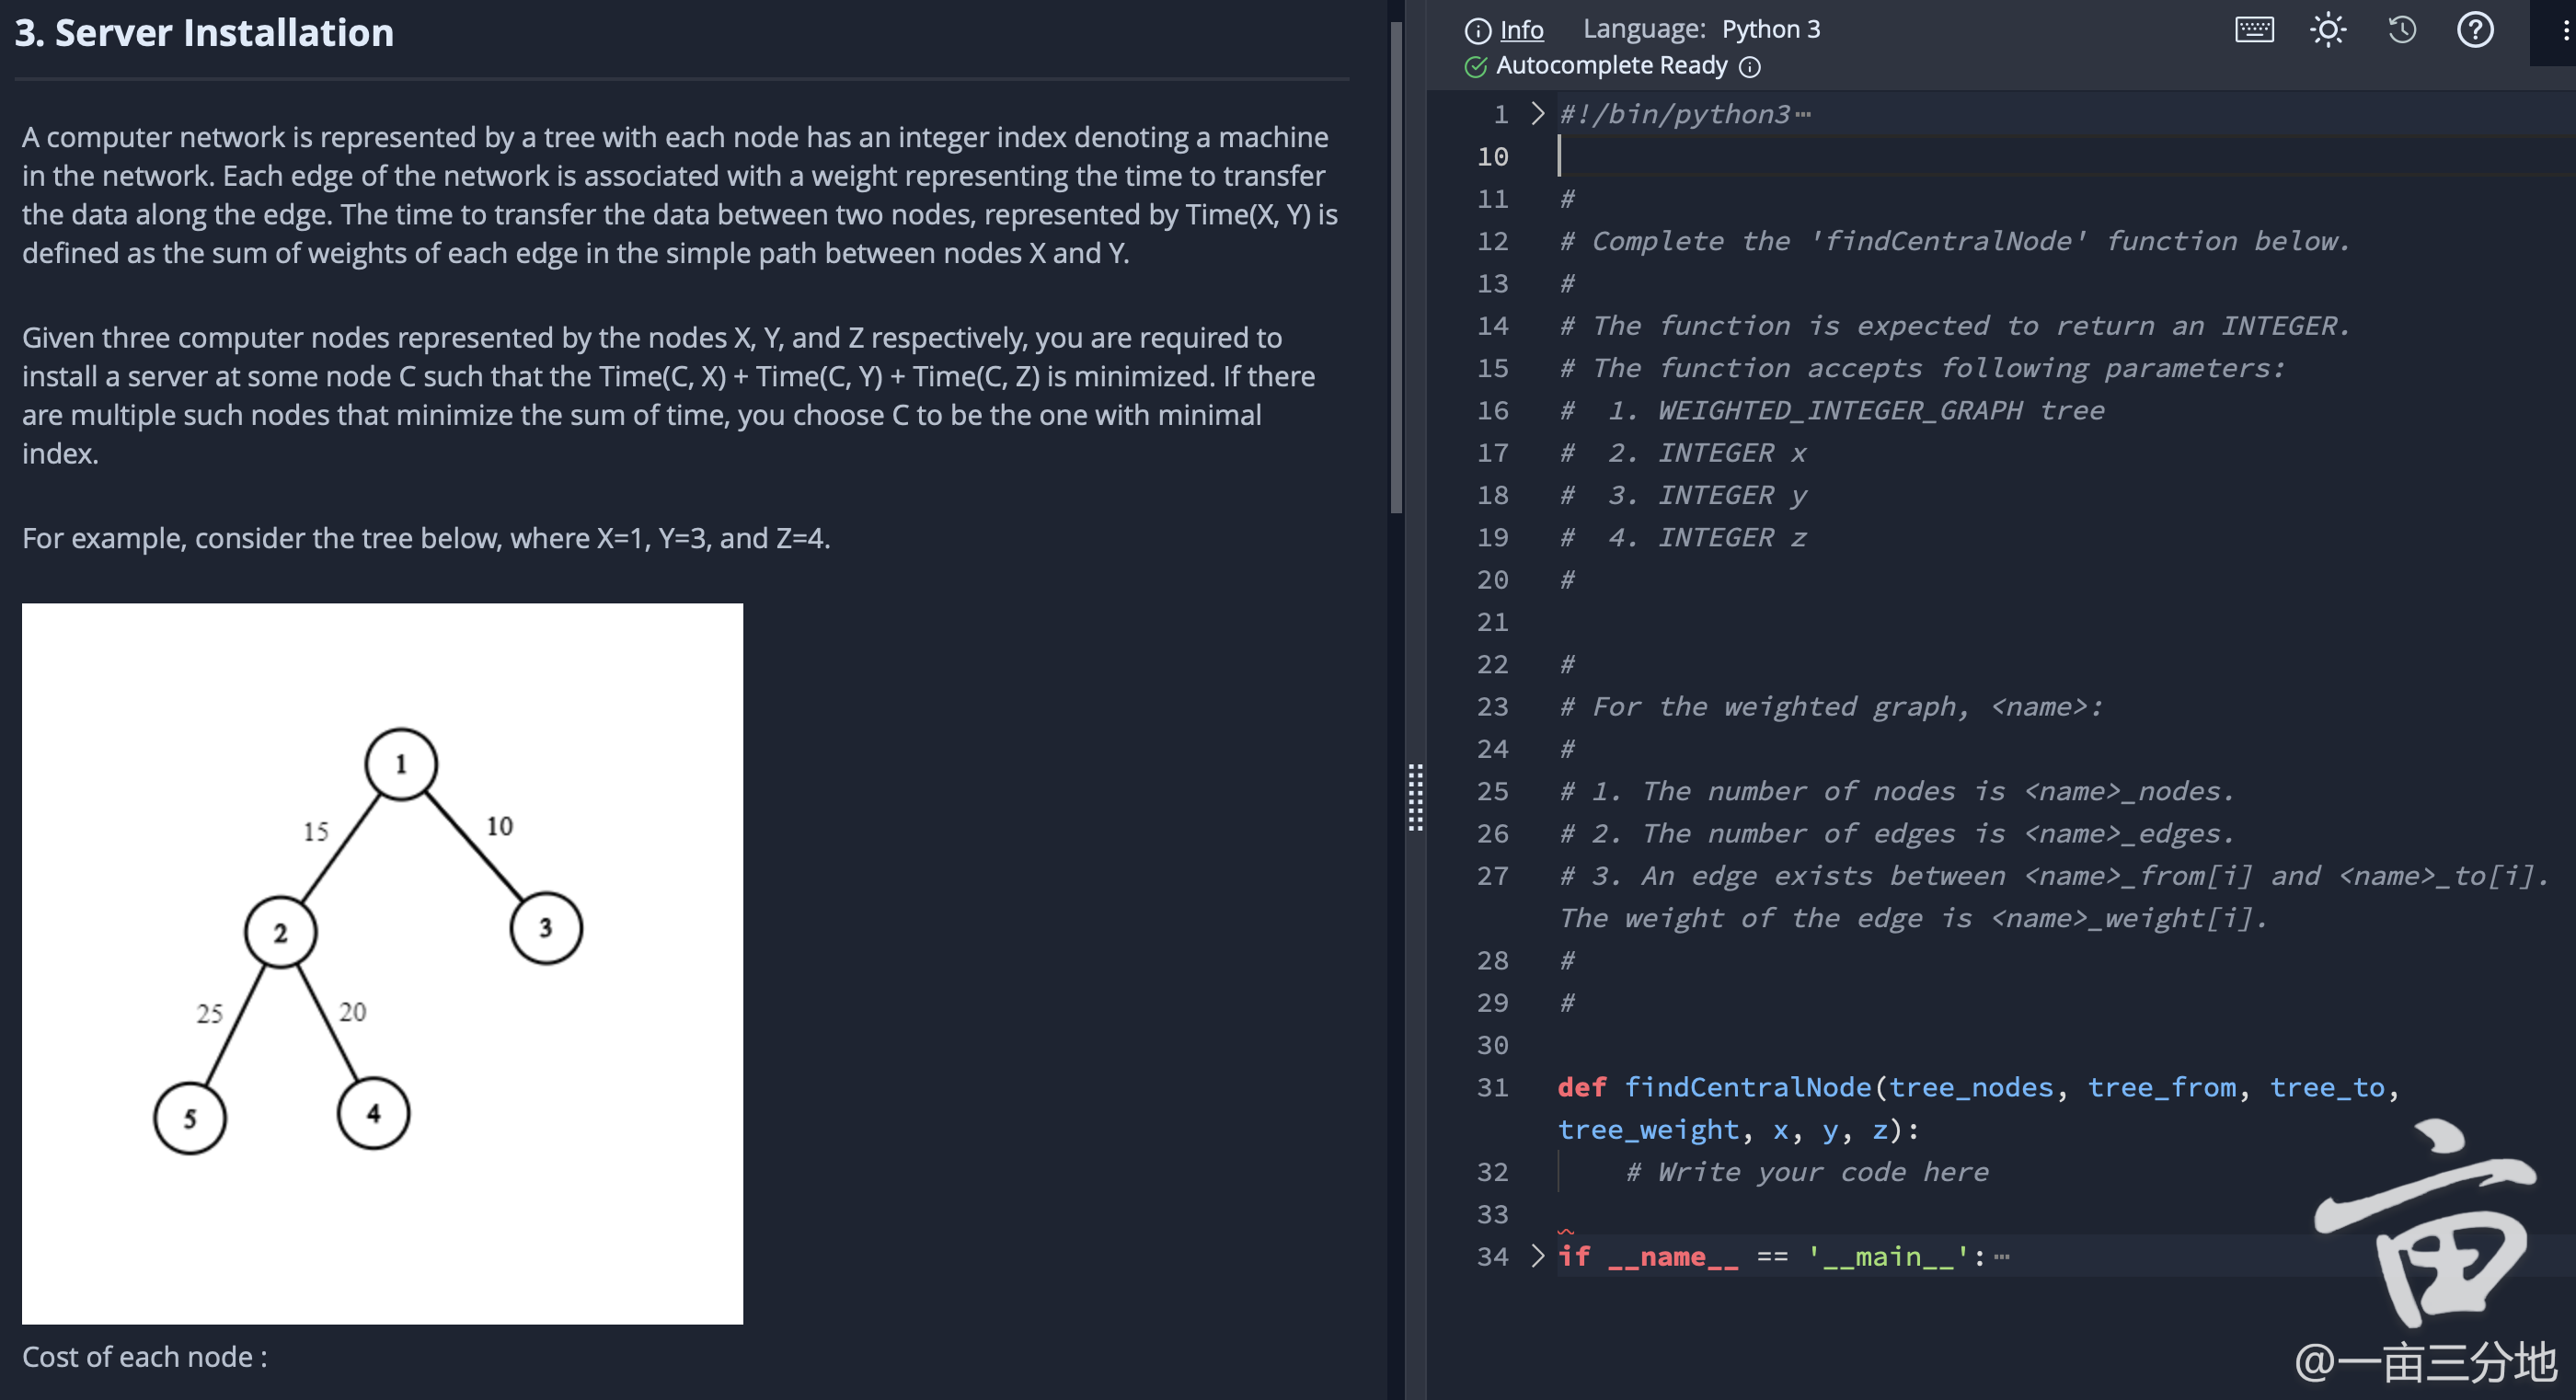 3. Server Installation
A computer network is represented by a tree with each node has an integer index denoting a machine
in the network. Each edge of the network is associated with a weight representing the time to transfer
the data along the edge. The time to transfer the data between two nodes, represented by Time(X, Y) is
defined as the sum of weights of each edge in the simple path between nodes X and Y.
Given three computer nodes represented by the nodes X, Y, and Z respectively, you are required to
install a server at some node C such that the Time(C, X) + Time(C, Y) + Time(C, Z) is minimized. If there
are multiple such nodes that minimize the sum of time, you choose C to be the one with minimal
index.
For example, consider the tree below, where X=1, Y=3, and Z=4.
1
15
10
2
3
25
20
5
4
Cost of each node :
Info Language: Python 3
Autocomplete Ready
1 #!/bin/python3
10
11 #
12 # Complete the 'findCentralNode' function below.
13 #
14 # The function is expected to return an INTEGER.
15 # The function accepts following parameters:
16 # 1. WEIGHTED_INTEGER_GRAPH tree
17 # 2. INTEGER x
18 # 3. INTEGER y
19 # 4. INTEGER z
20 #
21
22 #
23 # For the weighted graph, <name>:
24 #
25 # 1. The number of nodes is <name>_nodes.
26 # 2. The number of edges is <name>_edges.
27 # 3. An edge exists between <name>_from[i] and <name>_to[i].
The weight of the edge is <name>_weight[i].
28 #
29 #
30
31 def findCentralNode(tree_nodes, tree_from, tree_to,
tree_weight, x, y, z):
32 # Write your code here
33
34 if __name__ == '__main__':
亩
@一亩三分地